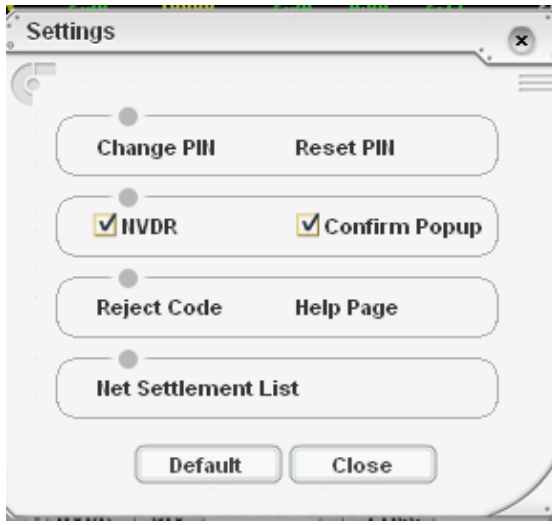 Settings
Change PIN Reset PIN
NVDR Confirm Popup
Reject Code Help Page
Net Settlement List
Default Close